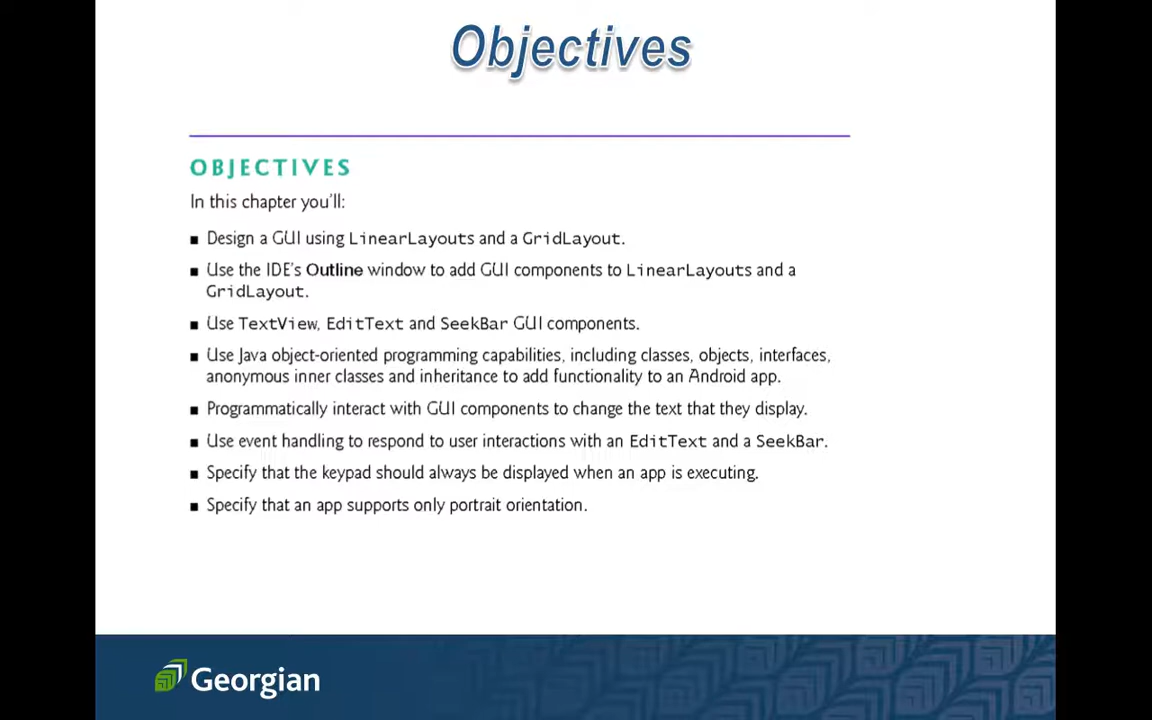 Objectives
OBJECTIVES
In this chapter you'll:
■ Design a GUI using LinearLayouts and a GridLayout.
■ Use the IDE's Outline window to add GUI components to LinearLayouts and a
GridLayout.
■ Use TextView, EditText and SeekBar GUI components.
■ Use Java object-oriented programming capabilities, including classes, objects, interfaces,
anonymous inner classes and inheritance to add functionality to an Android app.
■ Programmatically interact with GUI components to change the text that they display.
■ Use event handling to respond to user interactions with an EditText and a SeekBar.
■ Specify that the keypad should always be displayed when an app is executing.
■ Specify that an app supports only portrait orientation.
Georgian